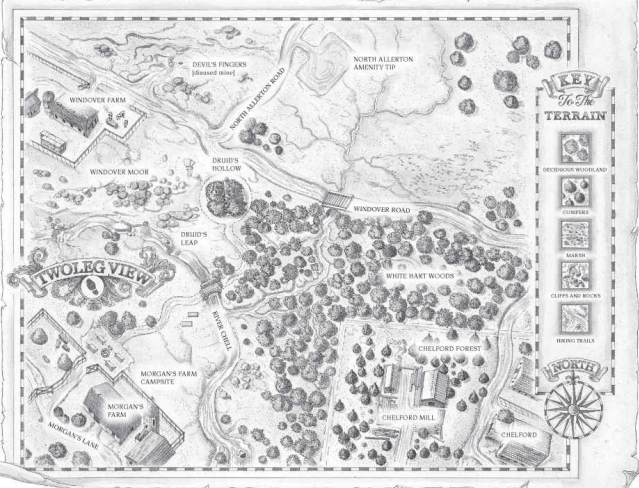 DEVIL'S FINGERS
[disused mine]
NORTH ALLERTON
AMENITY TIP
NORTH ALLERTON ROAD
WINDOVER FARM
WINDOVER MOOR
DRUID'S
HOLLOW
DRUID'S
LEAP
WINDOVER ROAD
TWOLEG VIEW
WHITE HART WOODS
RIVER CHELL
MORGAN'S FARM
CAMPSITE
MORGAN'S
FARM
MORGAN'S LANE
CHELFORD FOREST
CHELFORD MILL
CHELFORD
KEY
To The
TERRAIN
DECIDUOUS WOODLAND
CONIFERS
MARSH
CLIFFS AND ROCKS
HIKING TRAILS
NORTH